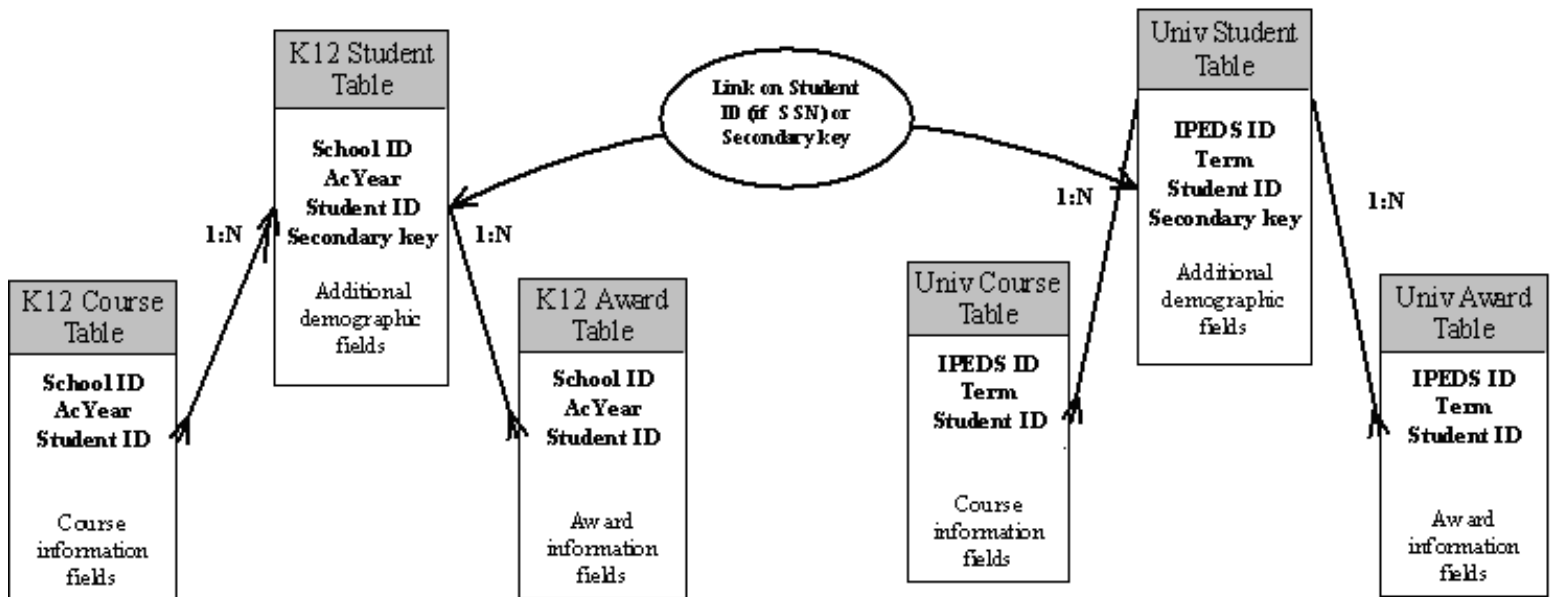 K12 Student
Table
School ID
AcYear
Student ID
Secondary key
Additional
demographic
fields
Link on Student
ID (if SSN) or
Secondary key
Univ Student
Table
IPEDS ID
Term
Student ID
Secondary key
Additional
demographic
fields
1:N
1:N
1:N
1:N
K12 Course
Table
School ID
AcYear
Student ID
Course
information
fields
K12 Award
Table
School ID
AcYear
Student ID
Award
information
fields
Univ Course
Table
IPEDS ID
Term
Student ID
Course
information
fields
Univ Award
Table
IPEDS ID
Term
Student ID
Award
information
fields